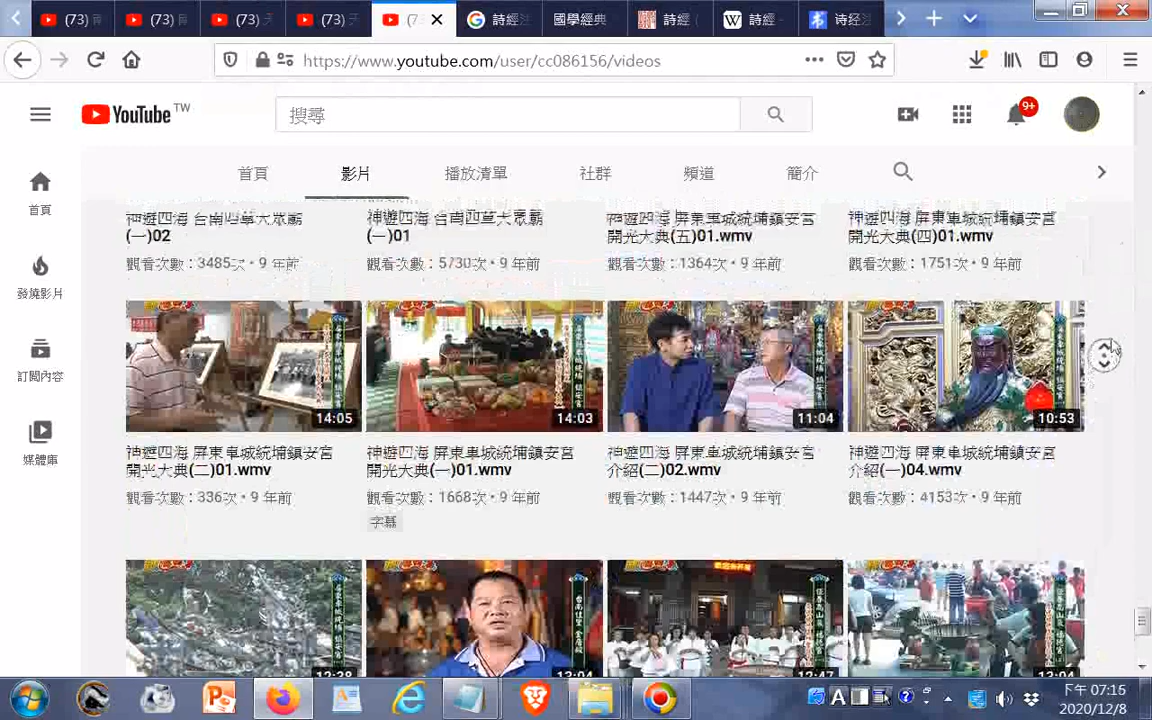 (73)
(73)
(73)
(73)
詩經
國學經典
詩經
詩經 -
诗经
https://www.youtube.com/user/cc086156/videos
YouTube TW
搜尋
9+
首頁
影片
播放清單
社群
頻道
簡介
首頁
發燒影片
訂閱內容
媒體庫
神遊四海 台南四草大眾廟
(一)02
觀看次數：3485次 • 9 年前
神遊四海 台南四草大眾廟
(一)01
觀看次數：5730次 • 9 年前
神遊四海 屏東車城統埔鎮安宮
開光大典(五)01.wmv
觀看次數：1364次 • 9 年前
神遊四海 屏東車城統埔鎮安宮
開光大典(四)01.wmv
觀看次數：1751次 • 9 年前
14:05
14:03
11:04
10:53
神遊四海 屏東車城統埔鎮安宮
開光大典(二)01.wmv
觀看次數：336次 • 9 年前
神遊四海 屏東車城統埔鎮安宮
開光大典(一)01.wmv
觀看次數：1668次 • 9 年前
字幕
神遊四海 屏東車城統埔鎮安宮
介紹(二)02.wmv
觀看次數：1447次 • 9 年前
神遊四海 屏東車城統埔鎮安宮
介紹(一)04.wmv
觀看次數：4153次 • 9 年前
下午 07:16
2020/12/8